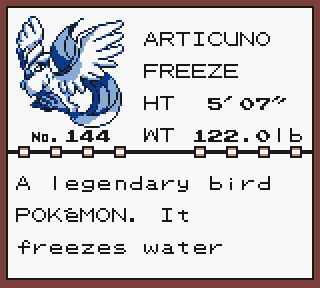 ARTICUNO
FREEZE
HT 5′07″
No.144 WT 122.0lb
A legendary bird
POKéMON. It
freezes water